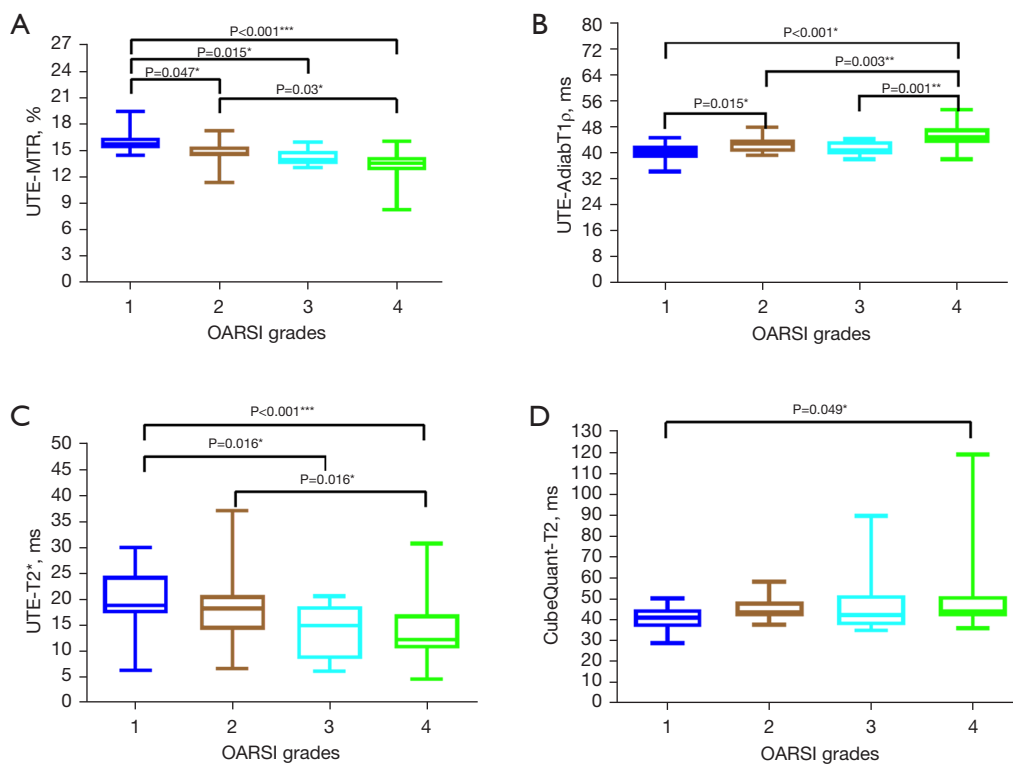 A
P<0.001***
P=0.015*
P=0.047*
P=0.03*
UTE-MTR, %
27
24
21
18
15
12
9
6
3
0
1 2 3 4
OARSI grades
B
P<0.001*
P=0.003**
P=0.001**
P=0.015*
UTE-AdiabT1ρ, ms
80
72
64
56
48
40
32
24
16
8
0
1 2 3 4
OARSI grades
C
P<0.001***
P=0.016*
P=0.016*
UTE-T2*, ms
50
45
40
35
30
25
20
15
10
5
0
1 2 3 4
OARSI grades
D
P=0.049*
CubeQuant-T2, ms
130
120
110
100
90
80
70
60
50
40
30
20
10
0
1 2 3 4
OARSI grades